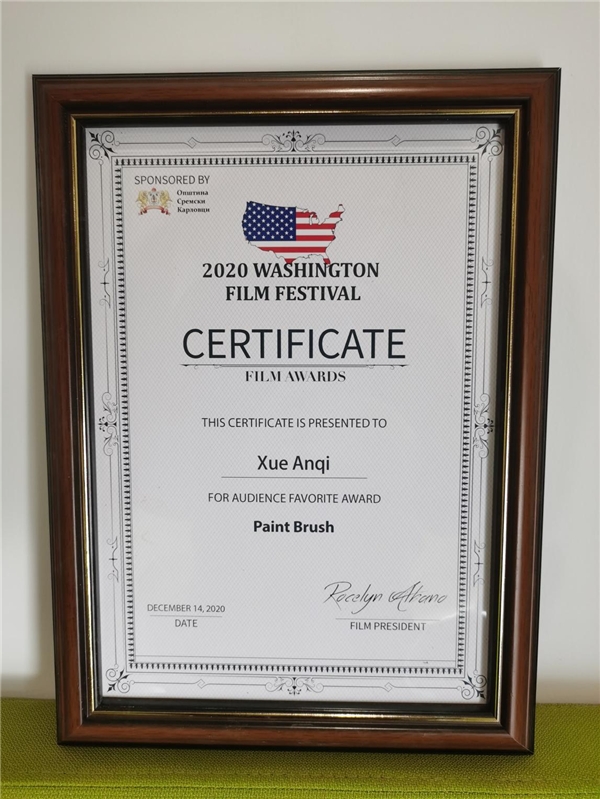 SPONSORED BY
Општина
Сремски
Карловци
2020 WASHINGTON
FILM FESTIVAL
CERTIFICATE
FILM AWARDS
THIS CERTIFICATE IS PRESENTED TO
Xue Anqi
FOR AUDIENCE FAVORITE AWARD
Paint Brush
DECEMBER 14, 2020
DATE
FILM PRESIDENT